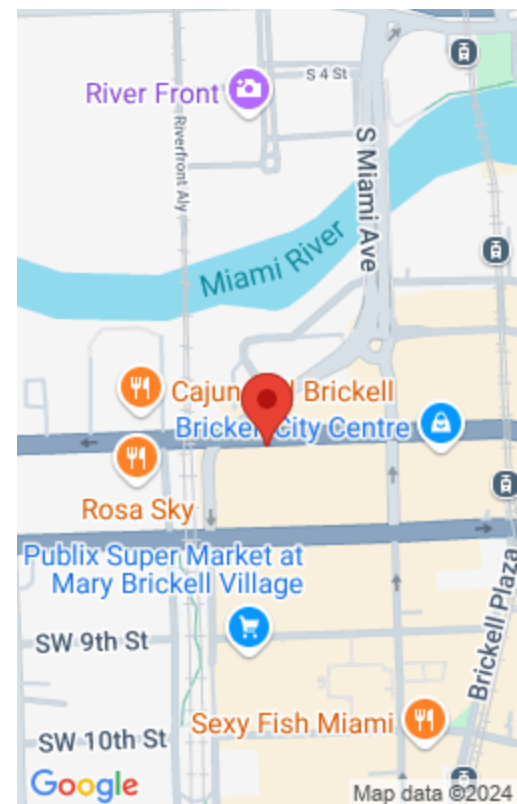 S 4 St
River Front
Riverfront Aly
S Miami Ave
Miami River
Cajun Brickell
Brickell City Centre
Rosa Sky
Publix Super Market at
Mary Brickell Village
Brickell Plaza
SW 9th St
Sexy Fish Miami
SW 10th St
Google
Map data ©2024